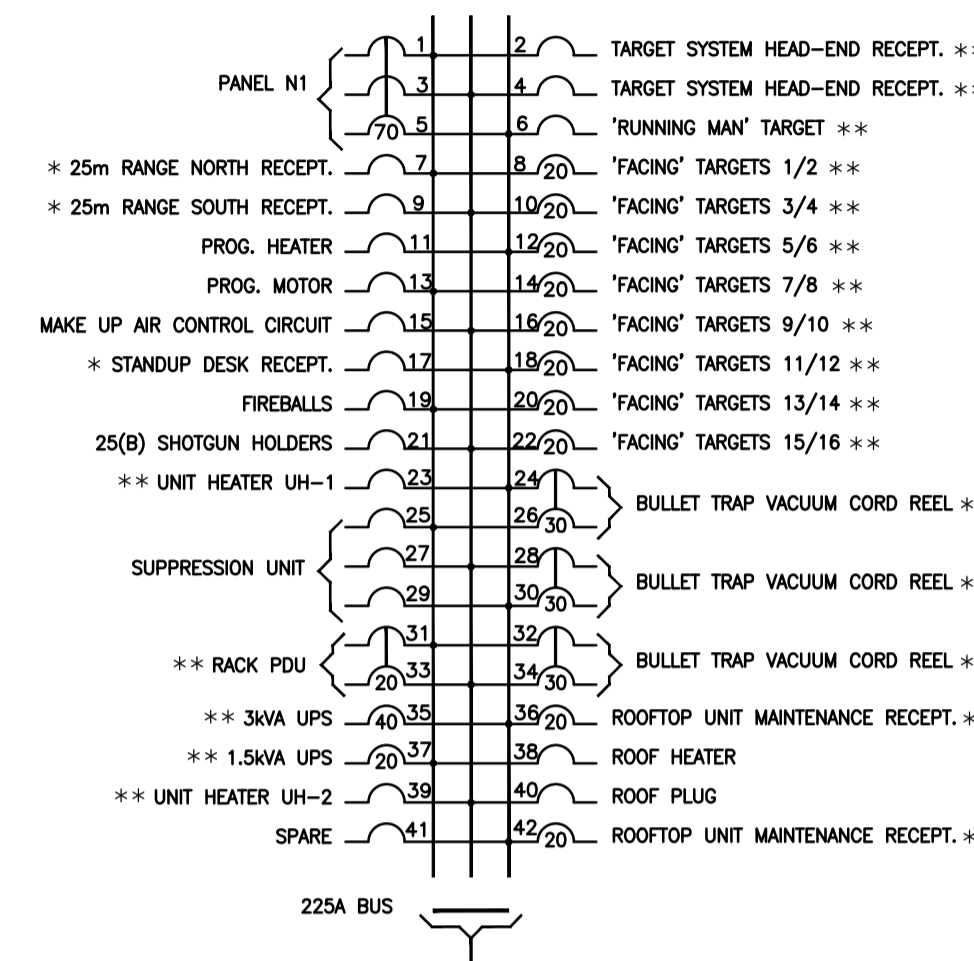 1 2 TARGET SYSTEM HEAD-END RECEPT. **
PANEL N1 3 4 TARGET SYSTEM HEAD-END RECEPT. **
70 5 6 'RUNNING MAN' TARGET **
* 25m RANGE NORTH RECEPT. 7 8 20 'FACING' TARGETS 1/2 **
* 25m RANGE SOUTH RECEPT. 9 10 20 'FACING' TARGETS 3/4 **
PROG. HEATER 11 12 20 'FACING' TARGETS 5/6 **
PROG. MOTOR 13 14 20 'FACING' TARGETS 7/8 **
MAKE UP AIR CONTROL CIRCUIT 15 16 20 'FACING' TARGETS 9/10 **
* STANDUP DESK RECEPT. 17 18 20 'FACING' TARGETS 11/12 **
FIREBALLS 19 20 20 'FACING' TARGETS 13/14 **
25(B) SHOTGUN HOLDERS 21 22 20 'FACING' TARGETS 15/16 **
** UNIT HEATER UH-1 23 24
BULLET TRAP VACUUM CORD REEL *
25 26 30
SUPPRESSION UNIT 27 28
BULLET TRAP VACUUM CORD REEL *
29 30 30
31 32
** RACK PDU BULLET TRAP VACUUM CORD REEL *
20 33 34 30
** 3kVA UPS 40 35 36 20 ROOFTOP UNIT MAINTENANCE RECEPT. *
** 1.5kVA UPS 20 37 38 ROOF HEATER
** UNIT HEATER UH-2 39 40 ROOF PLUG
SPARE 41 42 20 ROOFTOP UNIT MAINTENANCE RECEPT. *
225A BUS